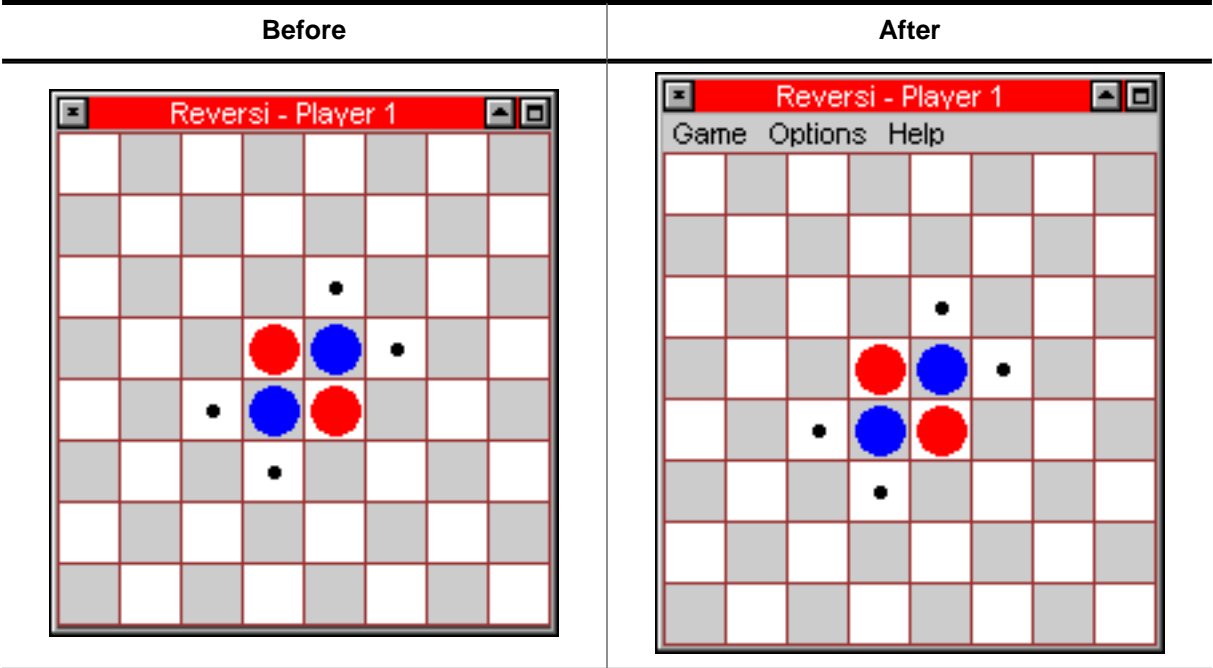 Before
After
Reversi - Player 1
Reversi - Player 1
Game Options Help